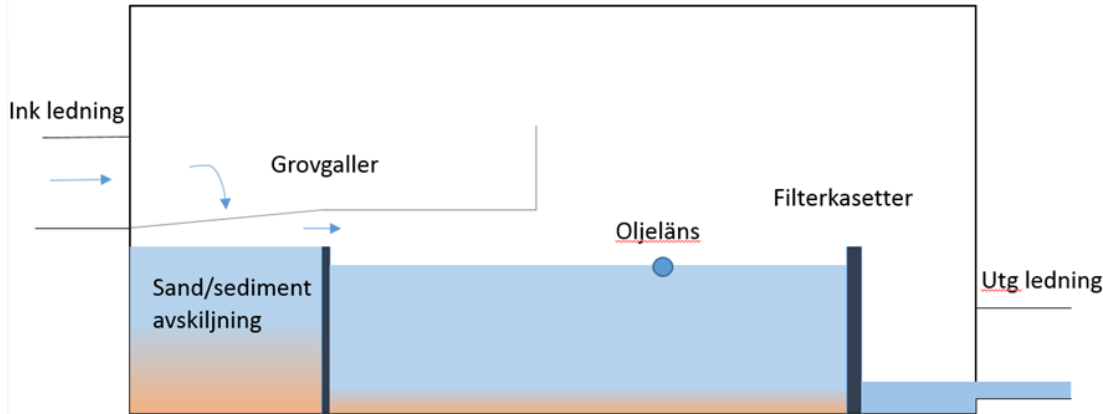 Ink ledning
Grovgaller
Filterkasetter
Oljeläns
Sand/sediment
avskiljning
Utg ledning